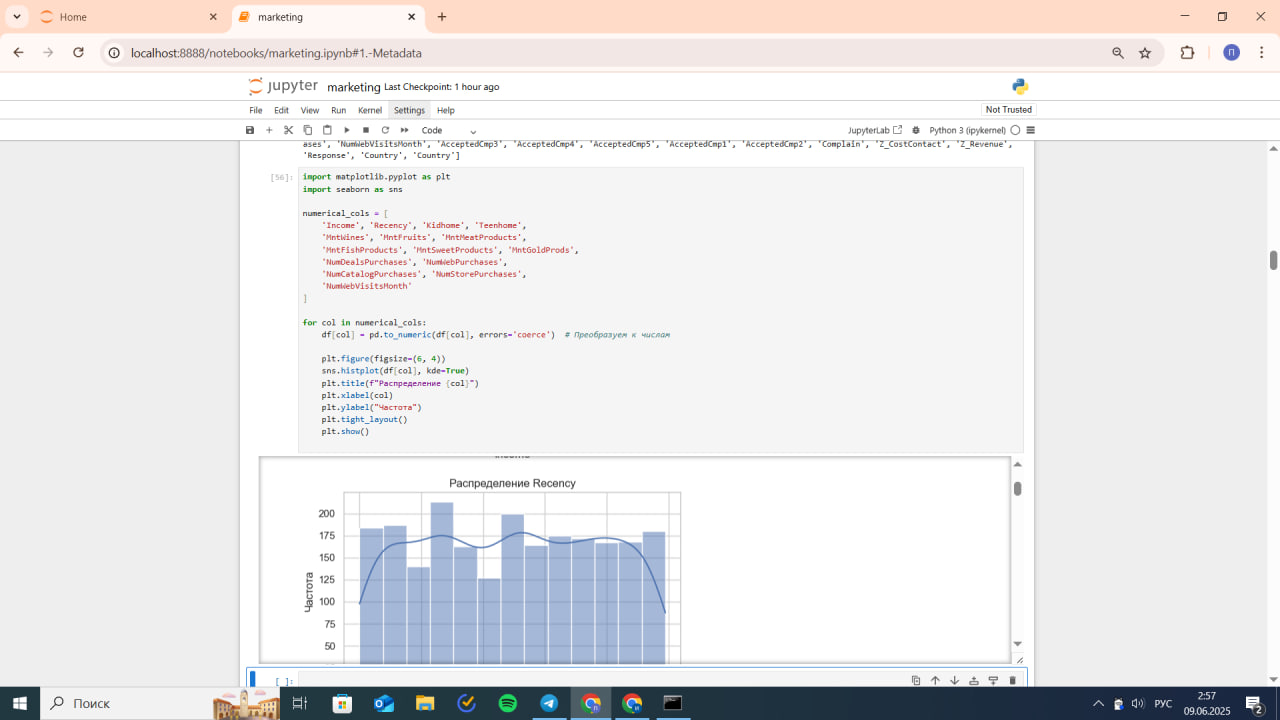 Home
marketing
localhost:8888/notebooks/marketing.ipynb#1.-Metadata
П
jupyter marketing Last Checkpoint: 1 hour ago
File Edit View Run Kernel Settings Help
Not Trusted
Code
JupyterLab
Python 3 (ipykernel)
ases', 'NumWebVisitsMonth', 'AcceptedCmp3', 'AcceptedCmp4', 'AcceptedCmp5', 'AcceptedCmp1', 'AcceptedCmp2', 'Complain', 'Z_CostContact', 'Z_Revenue',
'Response', 'Country', 'Country']
[56]:
import matplotlib.pyplot as plt
import seaborn as sns
numerical_cols = [
'Income', 'Recency', 'Kidhome', 'Teenhome',
'MntWines', 'MntFruits', 'MntMeatProducts',
'MntFishProducts', 'MntSweetProducts', 'MntGoldProds',
'NumDealsPurchases', 'NumWebPurchases',
'NumCatalogPurchases', 'NumStorePurchases',
'NumWebVisitsMonth'
]
for col in numerical_cols:
df[col] = pd.to_numeric(df[col], errors='coerce')  # Преобразуем к числам
plt.figure(figsize=(6, 4))
sns.histplot(df[col], kde=True)
plt.title(f"Распределение {col}")
plt.xlabel(col)
plt.ylabel("Частота")
plt.tight_layout()
plt.show()
Распределение Recency
200
175
150
125
100
75
50
Частота
[ ]:
Поиск
РУС
2:57
09.06.2025
2